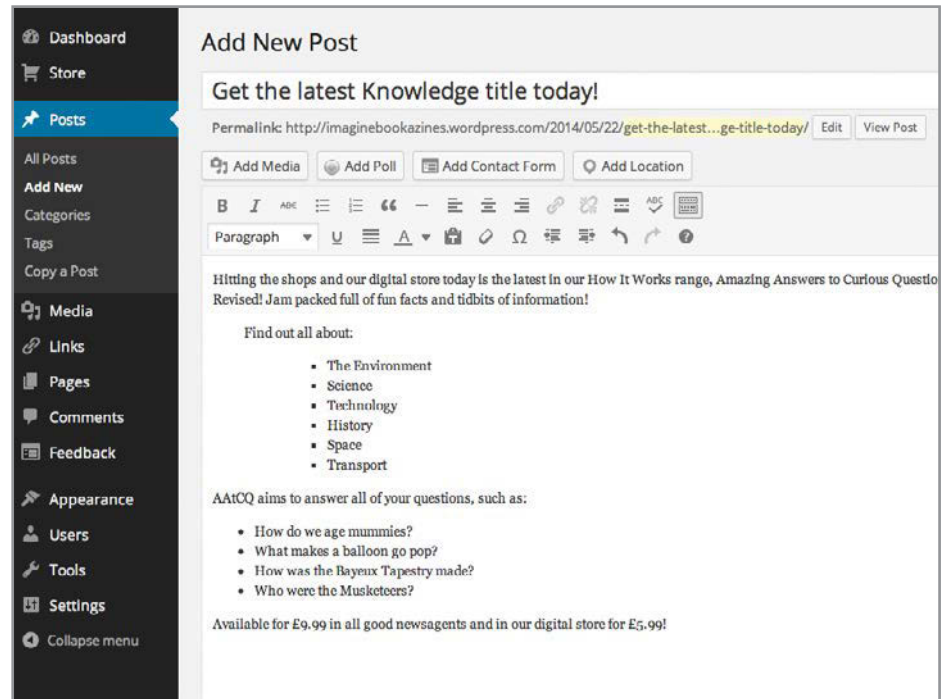 Dashboard
Store
Posts
All Posts
Add New
Categories
Tags
Copy a Post
Media
Links
Pages
Comments
Feedback
Appearance
Users
Tools
Settings
Collapse menu
Add New Post
Get the latest Knowledge title today!
Permalink: http://imaginebookazines.wordpress.com/2014/05/22/get-the-latest...ge-title-today/ Edit View Post
Add Media Add Poll Add Contact Form Add Location
B I ABC ABC
Paragraph U A Ω
Hitting the shops and our digital store today is the latest in our How It Works range, Amazing Answers to Curious Questio
Revised! Jam packed full of fun facts and tidbits of information!
Find out all about:
The Environment
Science
Technology
History
Space
Transport
AAtCQ aims to answer all of your questions, such as:
How do we age mummies?
What makes a balloon go pop?
How was the Bayeux Tapestry made?
Who were the Musketeers?
Available for £9.99 in all good newsagents and in our digital store for £5.99!